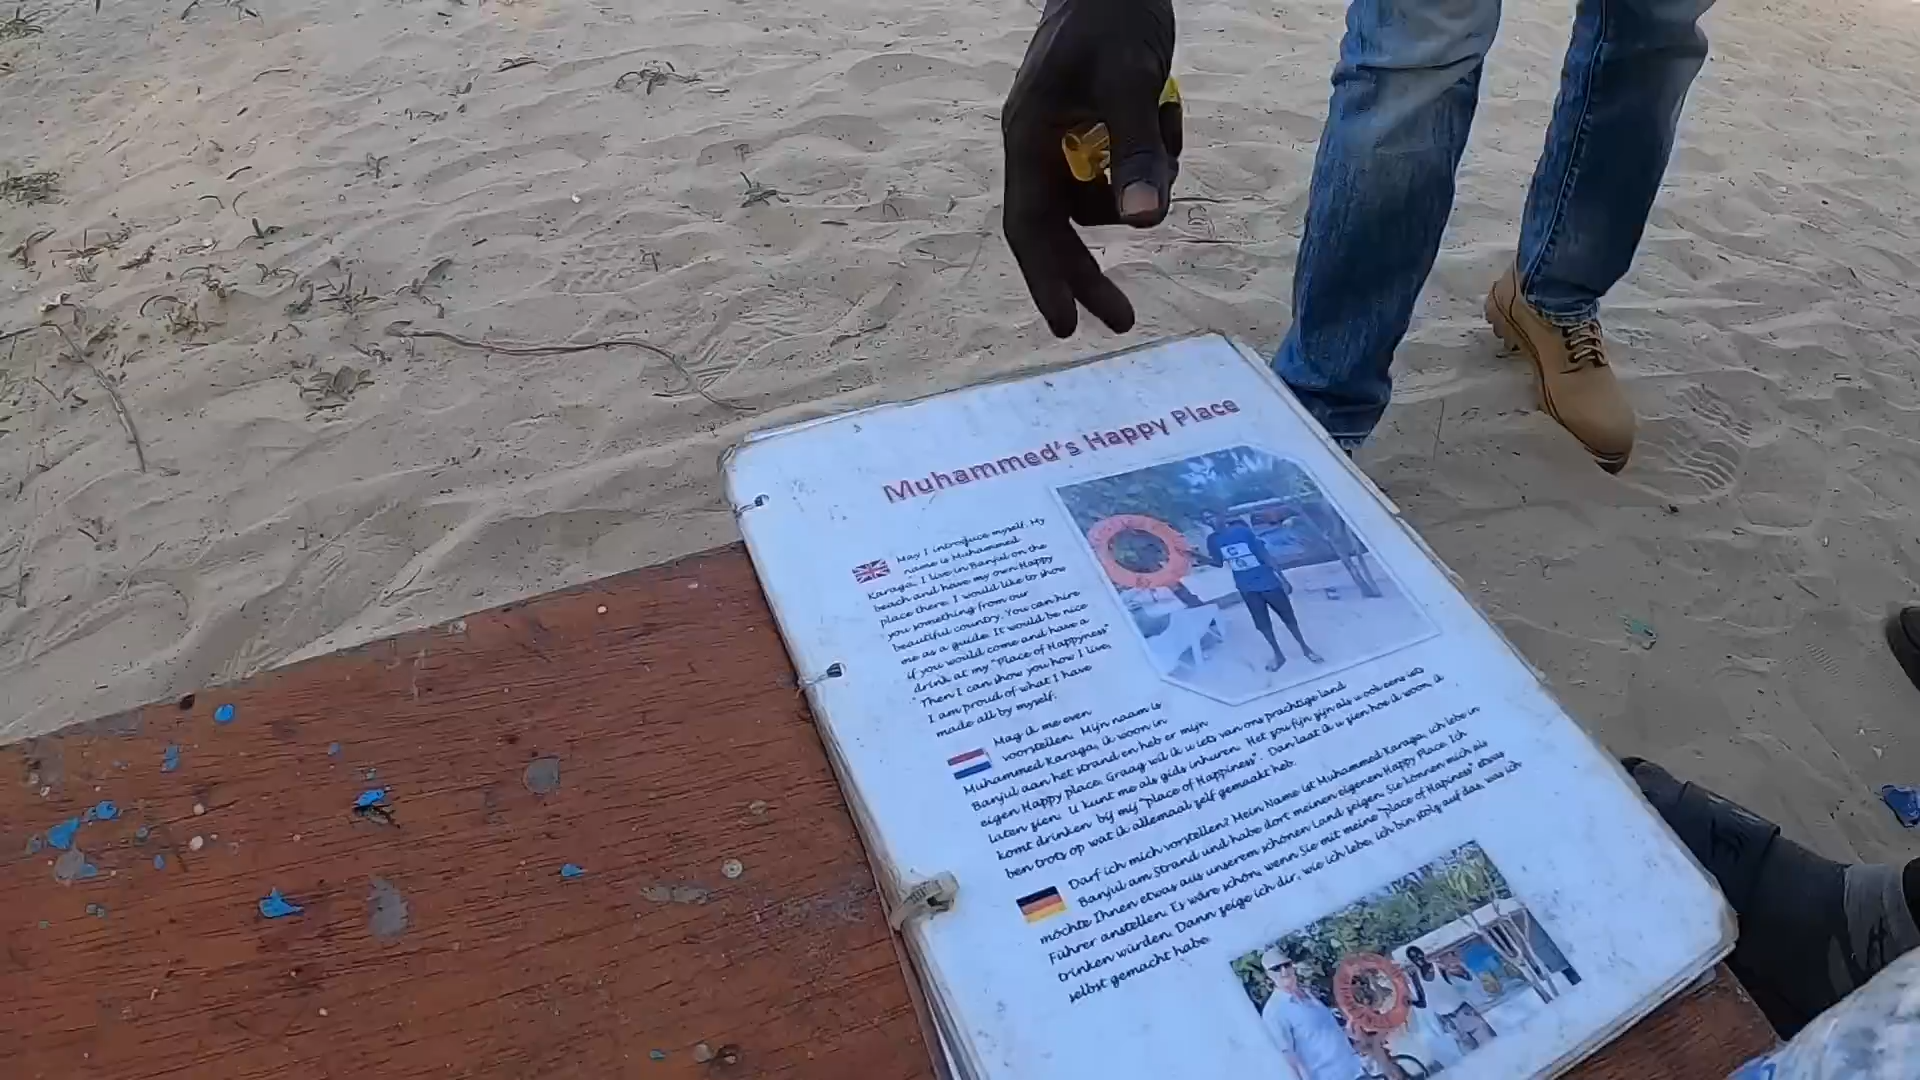 Muhammed's Happy Place
May I introduce myself. My
name is Muhammed
Karaga. I live in Banjul on the
beach and have my own Happy
place there. I would like to show
you something from our
beautiful country. You can hire
me as a guide. It would be nice
if you would come and have a
drink at my "Place of Happyness"
. Then I can show you how I live,
I am proud of what I have
made all by myself.
Mag ik me even
voorstellen. Mijn naam is
Muhammed Karaga, ik woon in
Banjul aan het strand en heb er mijn
eigen Happy place. Graag wil ik u iets van ons prachtige land
laten zien. U kunt me als gids inhuren. Het zou fijn zijn als u ook eens iets
komt drinken bij my "place of Happiness". Dan laat ik u zien hoe ik woon, ik
ben trots op wat ik allemaal zelf gemaakt heb.
Darf ich mich vorstellen? Mein Name ist Muhammed Karaga, ich lebe in
Banjul am Strand und habe dort meinen eigenen Happy Place. Ich
möchte Ihnen etwas aus unserem schönen Land zeigen. Sie können mich als
Führer anstellen. Es wäre schön, wenn Sie mit meine "place of Hapiness" etwas
trinken würden. Dann zeige ich dir, wie ich lebe, ich bin stolz auf das, was ich
selbst gemacht habe.